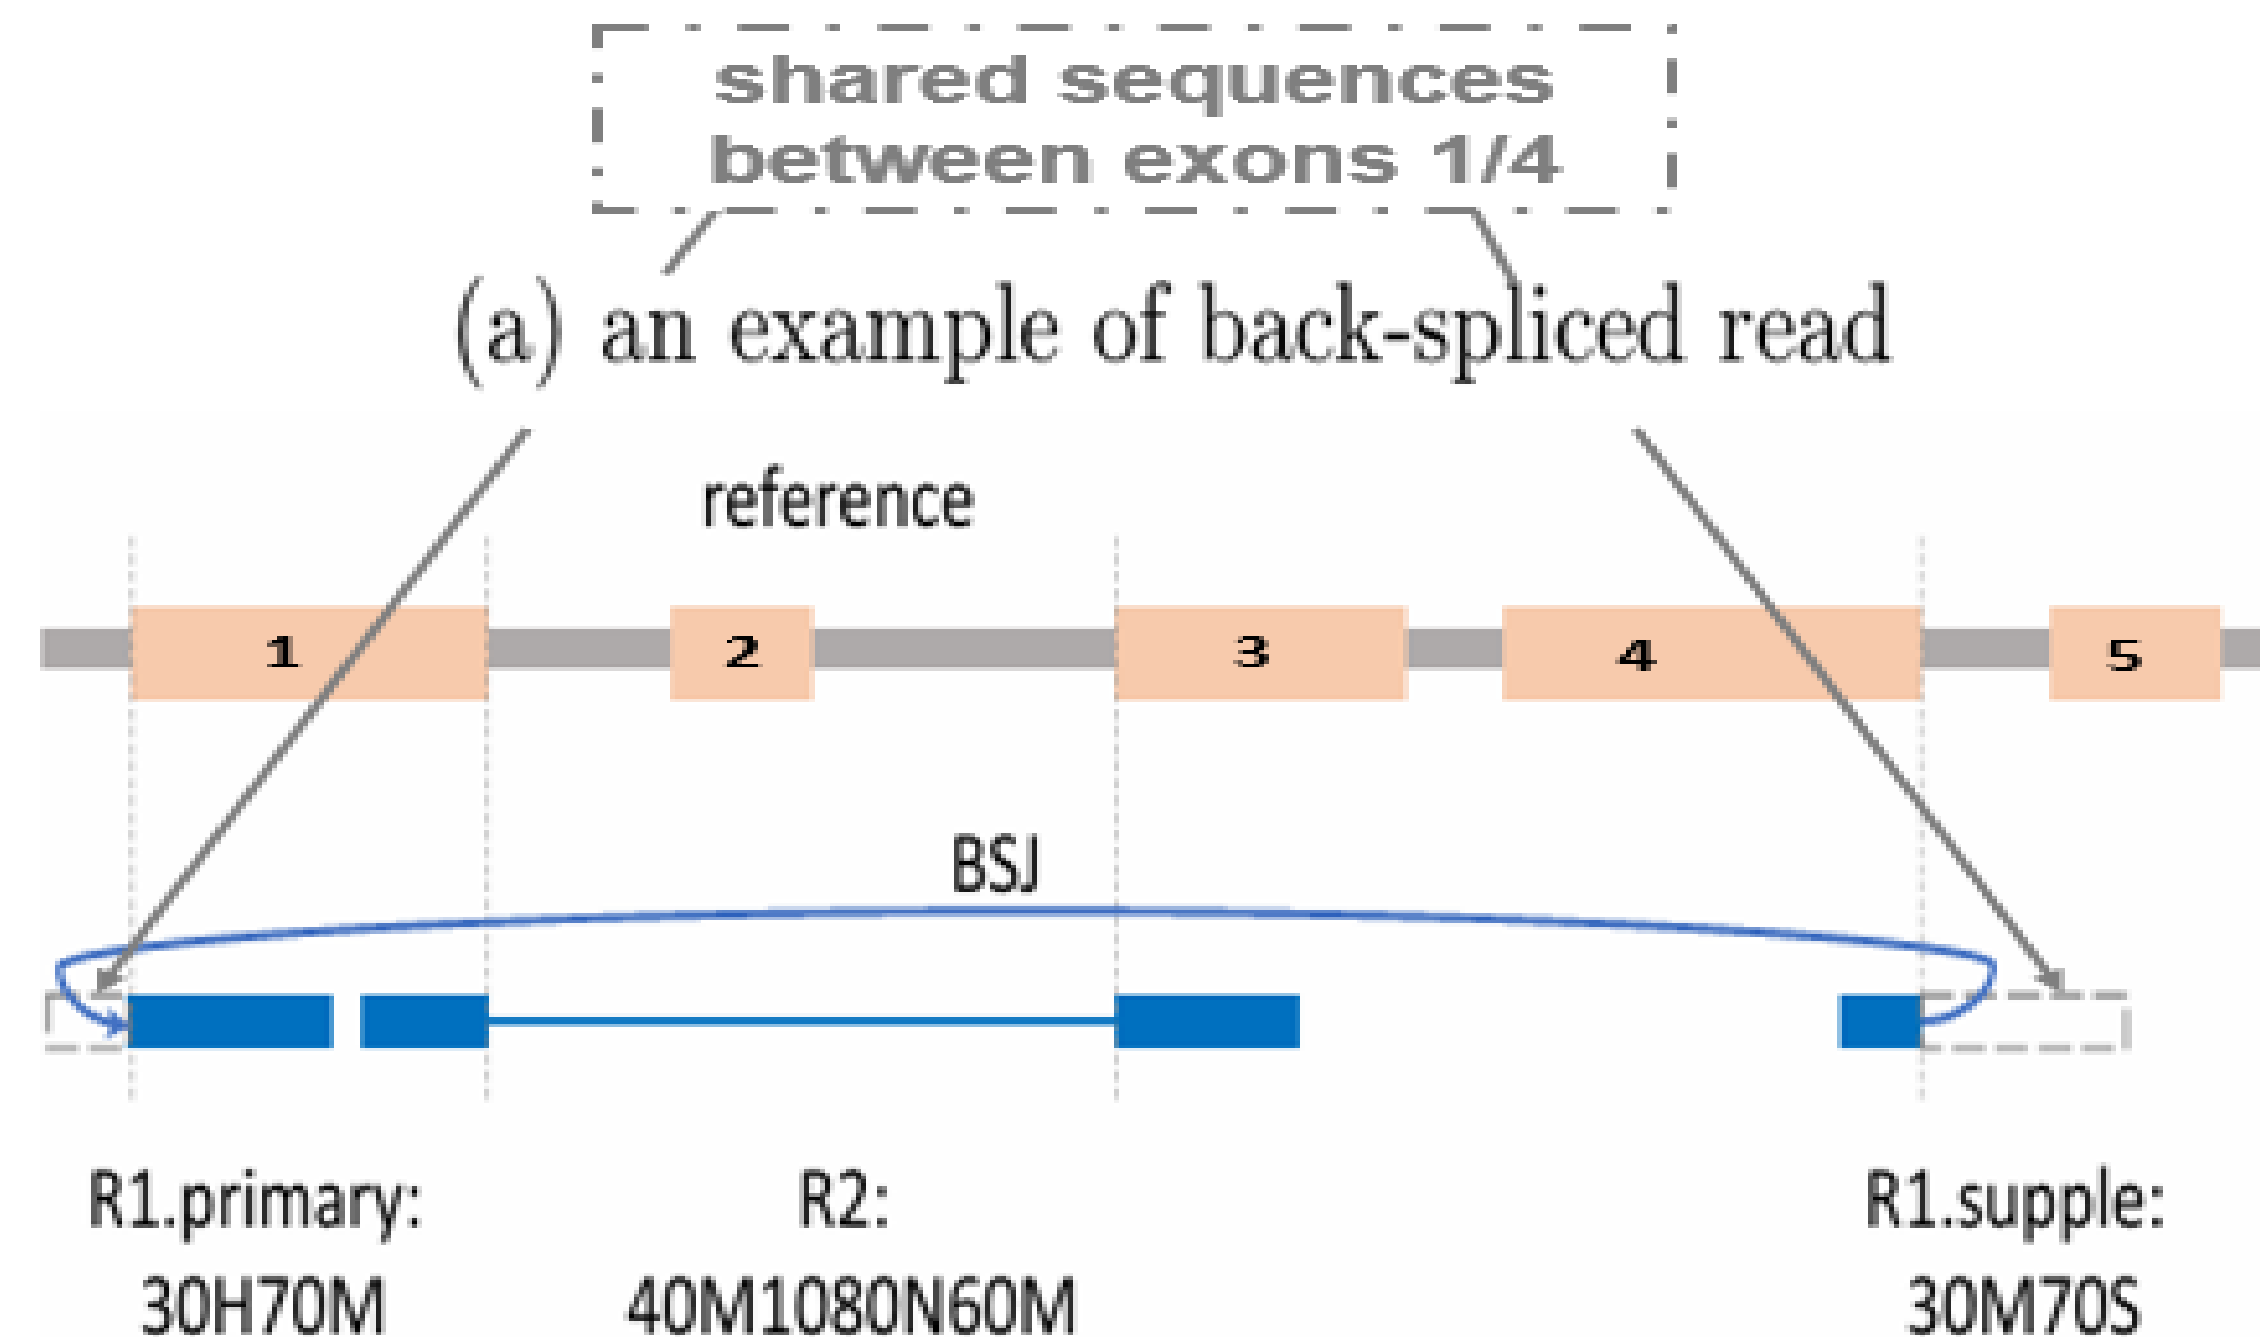 shared sequences
between exons 1/4
(a) an example of back-spliced read
reference
1 2 3 4 5
BSJ
R1.primary: R2: R1.supple:
30H70M 40M1080N60M 30M70S